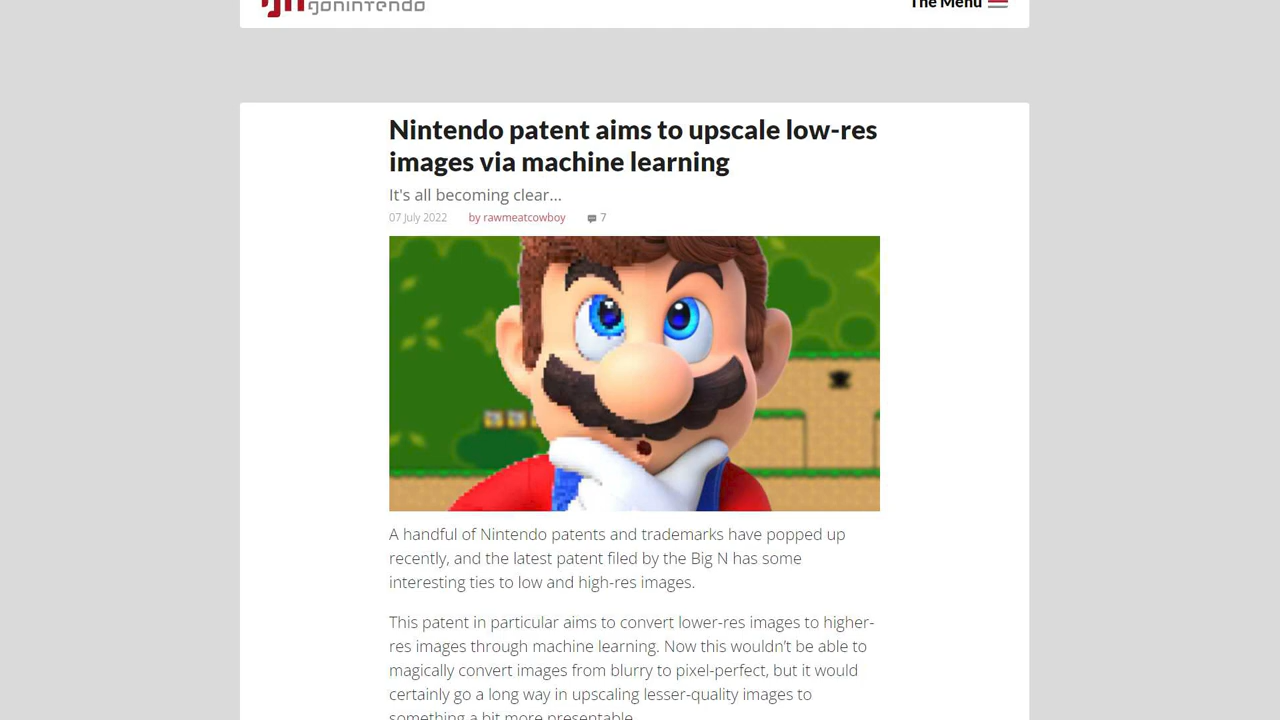 gonintendo
The Menu
Nintendo patent aims to upscale low-res
images via machine learning
It's all becoming clear...
07 July 2022 by rawmeatcowboy 7
A handful of Nintendo patents and trademarks have popped up
recently, and the latest patent filed by the Big N has some
interesting ties to low and high-res images.
This patent in particular aims to convert lower-res images to higher-
res images through machine learning. Now this wouldn’t be able to
magically convert images from blurry to pixel-perfect, but it would
certainly go a long way in upscaling lesser-quality images to
something a bit more presentable.